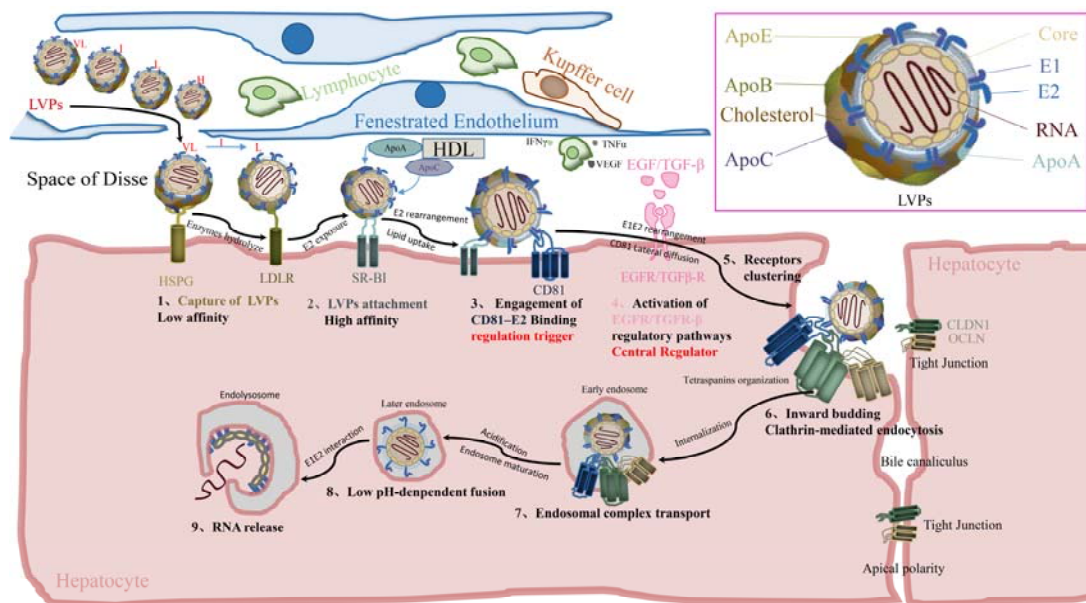 VL
I
I
H
LVPs
Lymphocyte
Kupffer cell
Fenestrated Endothelium
ApoE
ApoB
Cholesterol
ApoC
Core
E1
E2
RNA
ApoA
LVPs
VL
I
L
Space of Disse
ApoA
HDL
ApoC
IFNγ
TNFα
VEGF
EGF/TGF-β
Enzymes hydrolyze
E2 exposure
E2 rearrangement
Lipid uptake
E1E2 rearrangement
CD81 Lateral diffusion
HSPG
LDLR
SR-BI
CD81
EGFR/TGFβ-R
1、Capture of LVPs
Low affinity
2、LVPs attachment
High affinity
3、Engagement of
CD81–E2 Binding
regulation trigger
4、Activation of
EGFR/TGFR-β
regulatory pathways
Central Regulator
5、Receptors
clustering
Hepatocyte
CLDN1
OCLN
Tight Junction
Tetraspanins organization
6、Inward budding
Clathrin-mediated endocytosis
Internalization
Early endosome
7、Endosomal complex transport
Acidification
Endosome maturation
Later endosome
8、Low pH-denpendent fusion
E1E2 interaction
Endolysosome
9、RNA release
Bile canaliculus
Tight Junction
Apical polarity
Hepatocyte